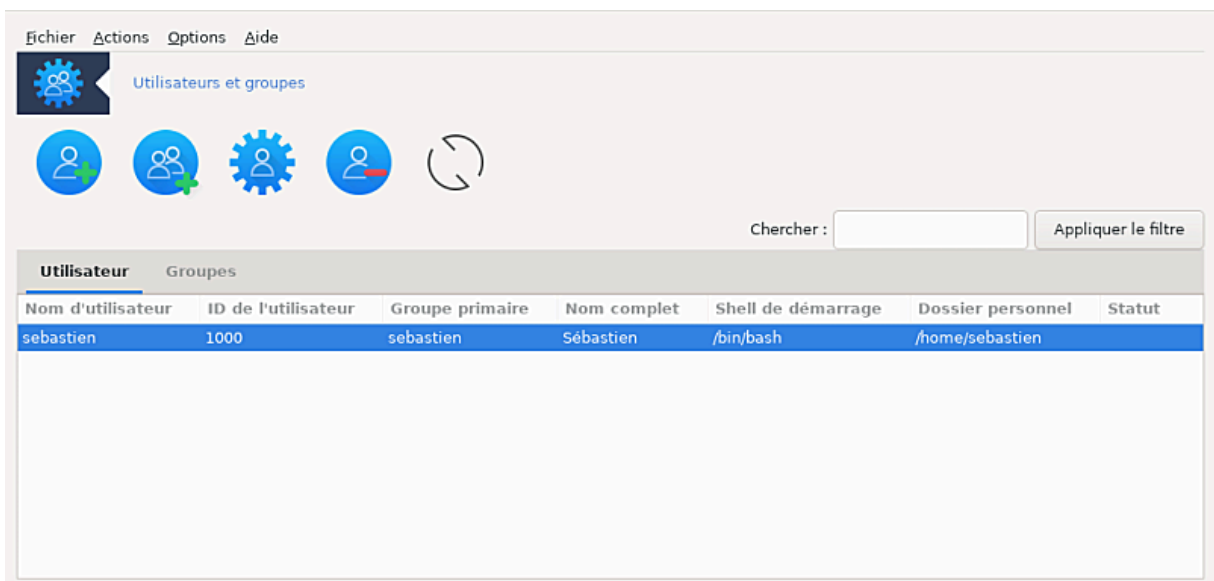 Fichier Actions Options Aide
Utilisateurs et groupes
Chercher : Appliquer le filtre
Utilisateur Groupes
Nom d'utilisateur ID de l'utilisateur Groupe primaire Nom complet Shell de démarrage Dossier personnel Statut
sebastien 1000 sebastien Sébastien /bin/bash /home/sebastien